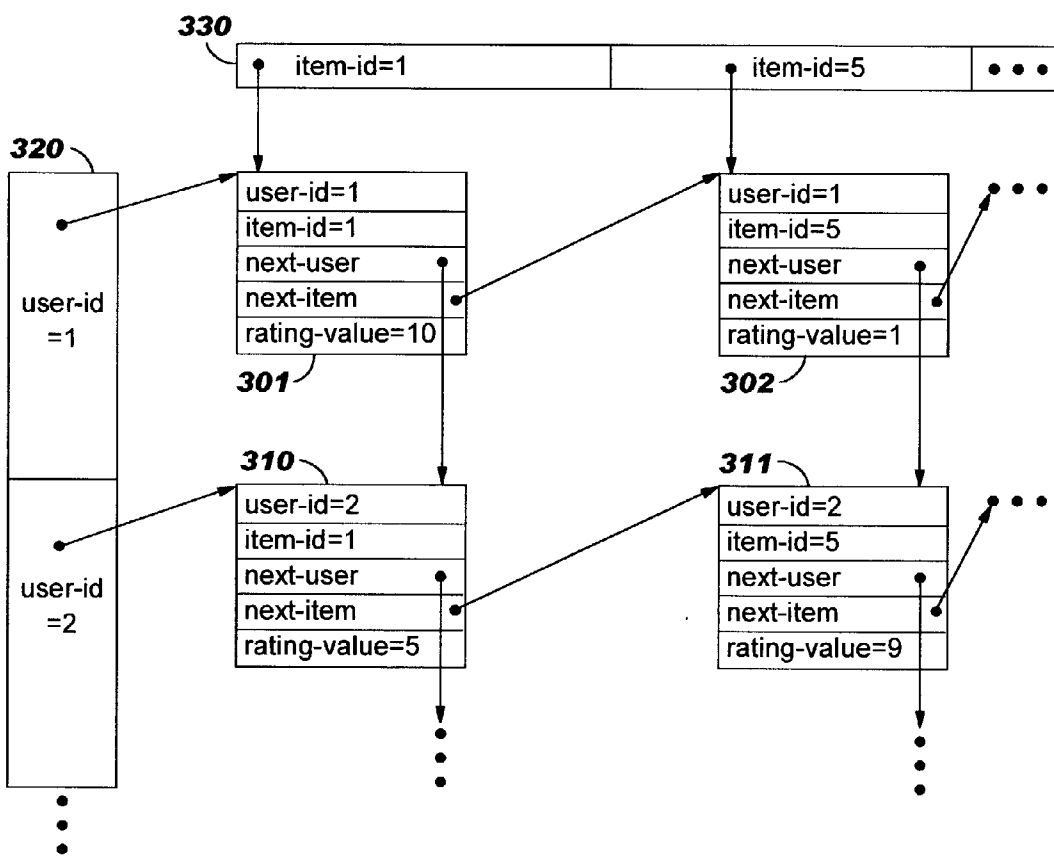 330
item-id=1
item-id=5
320
user-id
=1
user-id=1
item-id=1
next-user
next-item
rating-value=10
301
user-id=1
item-id=5
next-user
next-item
rating-value=1
302
user-id
=2
310
user-id=2
item-id=1
next-user
next-item
rating-value=5
311
user-id=2
item-id=5
next-user
next-item
rating-value=9